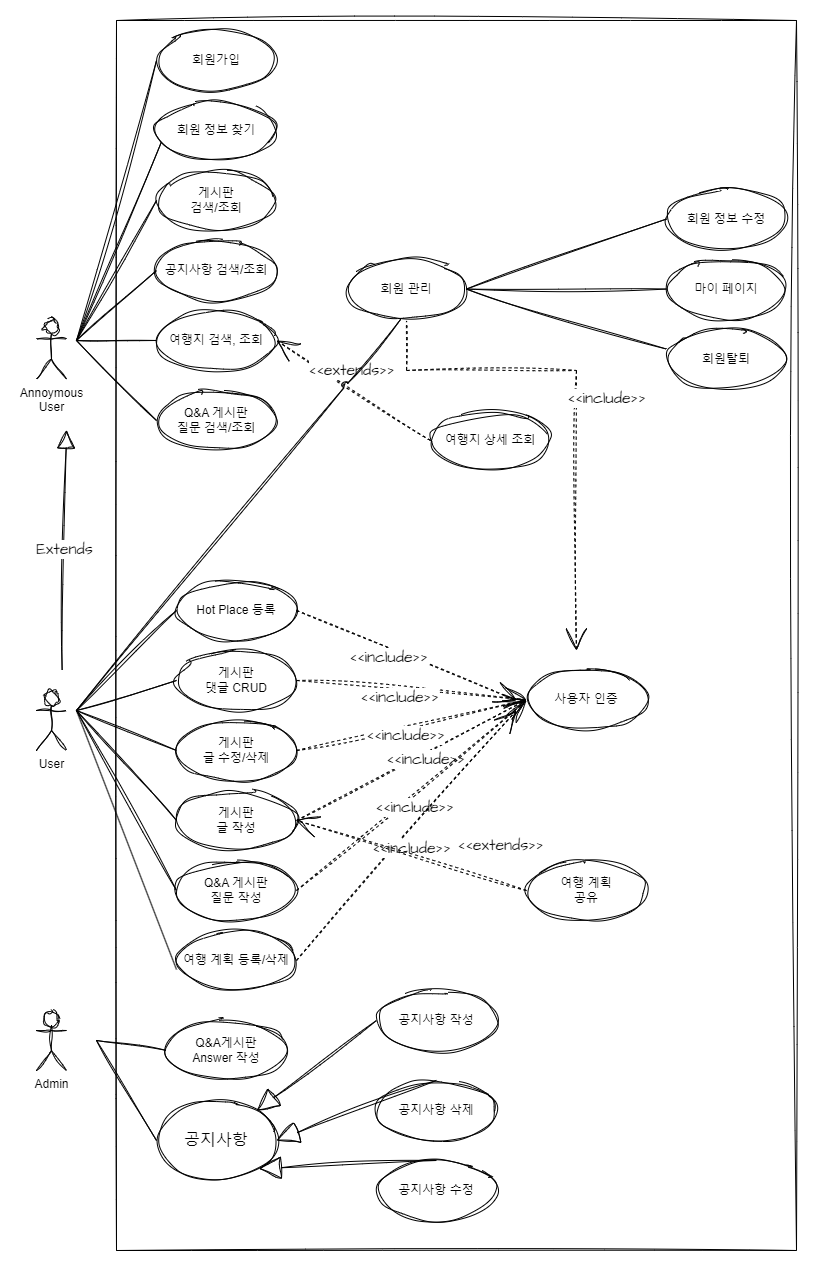 회원가입
회원 정보 찾기
게시판
검색/조회
공지사항 검색/조회
여행지 검색, 조회
Q&A 게시판
질문 검색/조회
Annoymous
User
회원 관리
회원 정보 수정
마이 페이지
회원탈퇴
<<extends>>
<<include>>
여행지 상세 조회
Extends
Hot Place 등록
게시판
댓글 CRUD
게시판
글 수정/삭제
게시판
글 작성
Q&A 게시판
질문 작성
여행 계획 등록/삭제
User
<<include>>
<<include>>
<<include>>
<<include>>
<<include>>
<<include>>
<<extends>>
사용자 인증
여행 계획
공유
Admin
Q&A게시판
Answer 작성
공지사항
공지사항 작성
공지사항 삭제
공지사항 수정